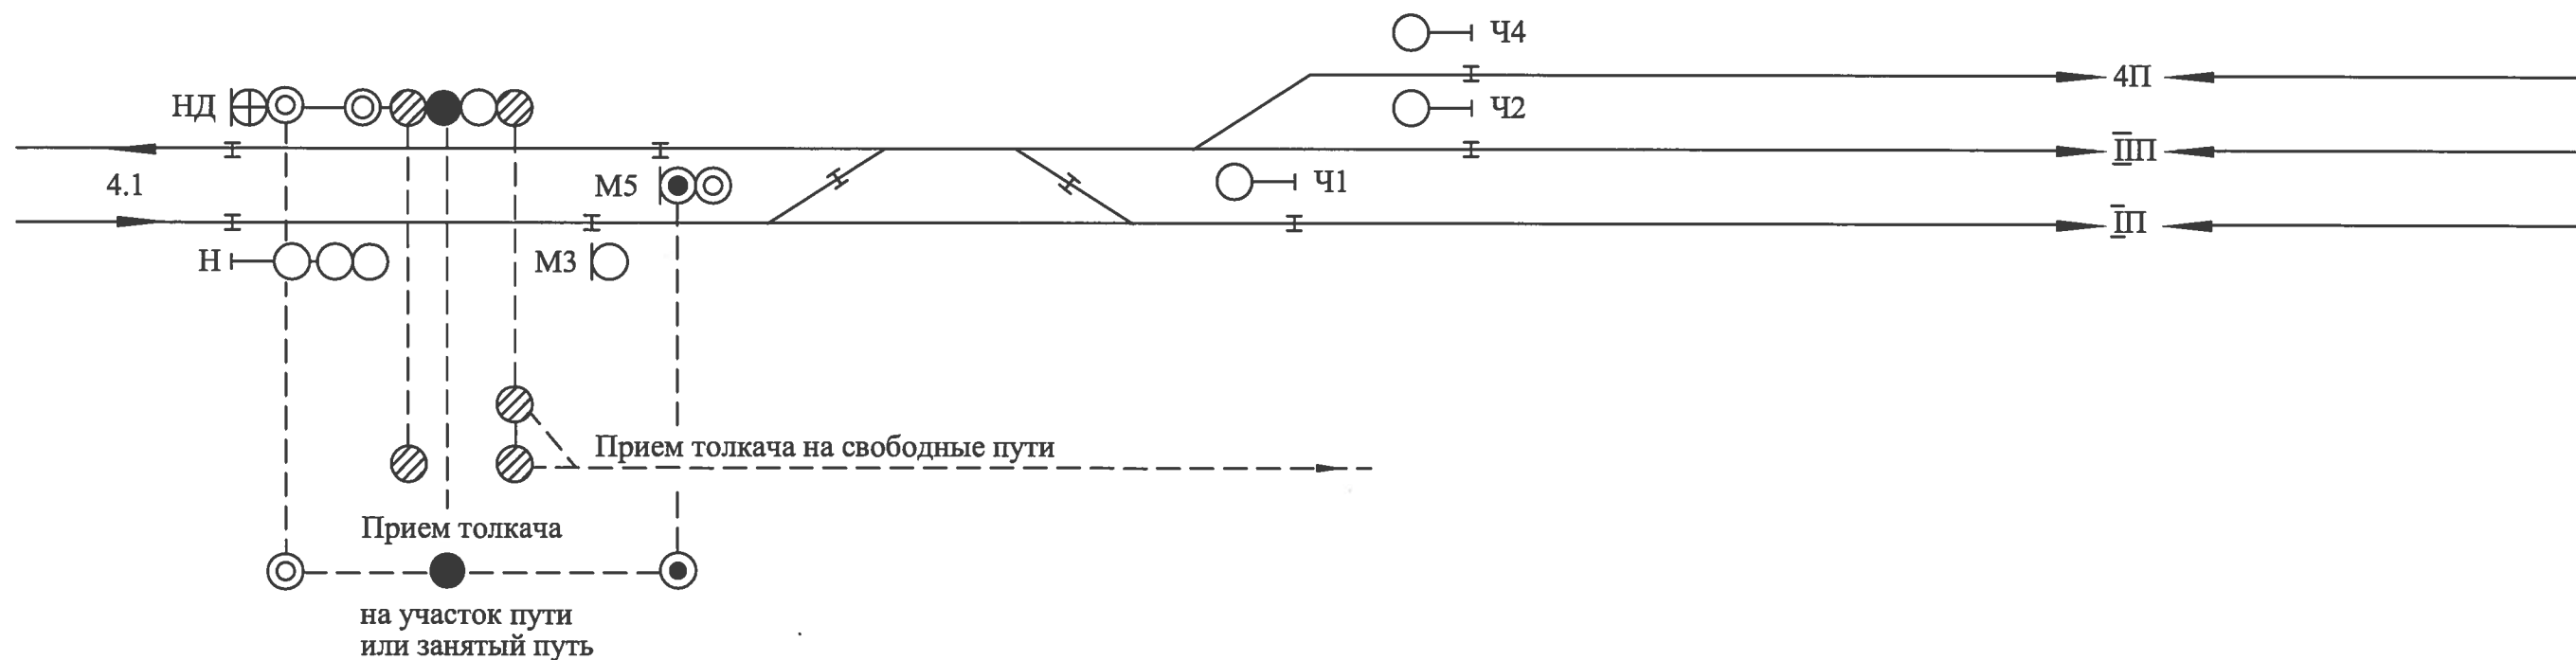 Ч4
4П
НД
Ч2
IIП
4.1
М5
Ч1
IП
Н
М3
Прием толкача на свободные пути
Прием толкача
на участок пути
или занятый путь